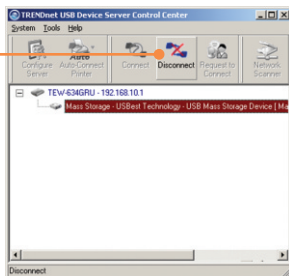 TRENDnet USB Device Server Control Center
System Tools Help
Configure Server
Auto-Connect Printer
Connect
Disconnect
Request to Connect
Network Scanner
TEW-634GRU - 192.168.10.1
Mass Storage - USBest Technology - USB Mass Storage Device [ Ma
Disconnect